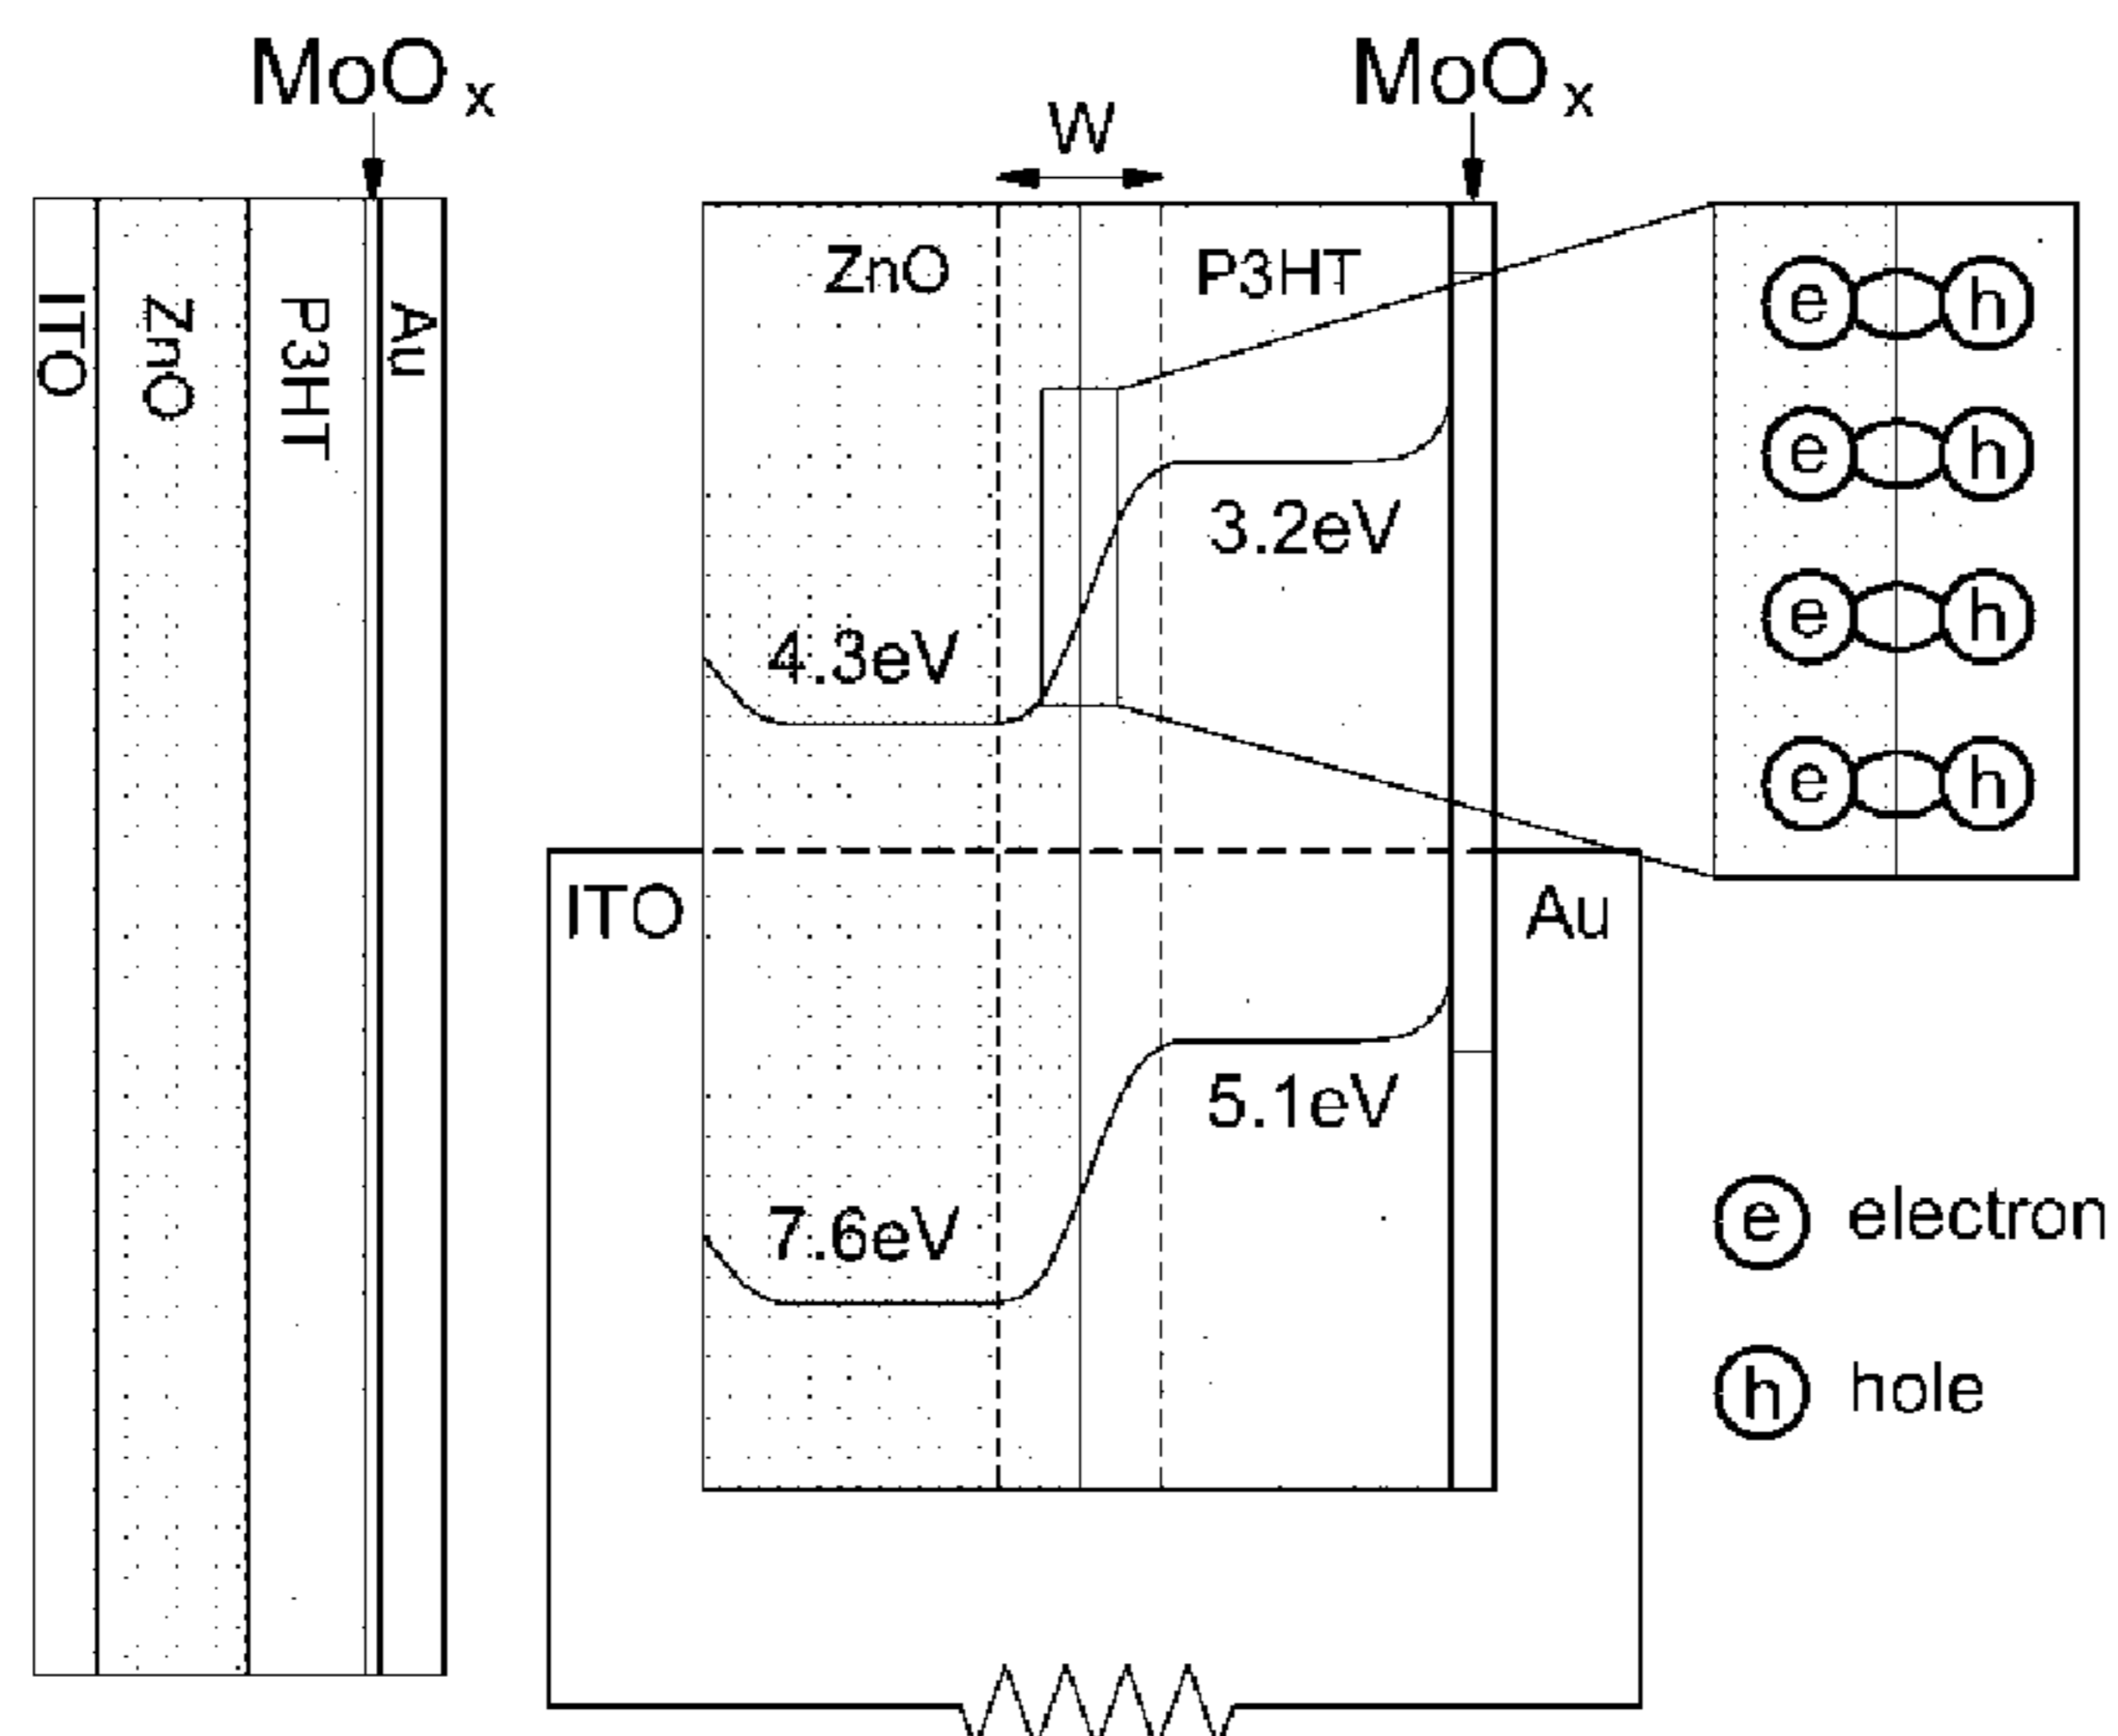 MoOx
ITO
ZnO
P3HT
Au
W
MoOx
ZnO
P3HT
3.2eV
4.3eV
ITO
Au
5.1eV
7.6eV
e h
e h
e h
e h
e electron
h hole